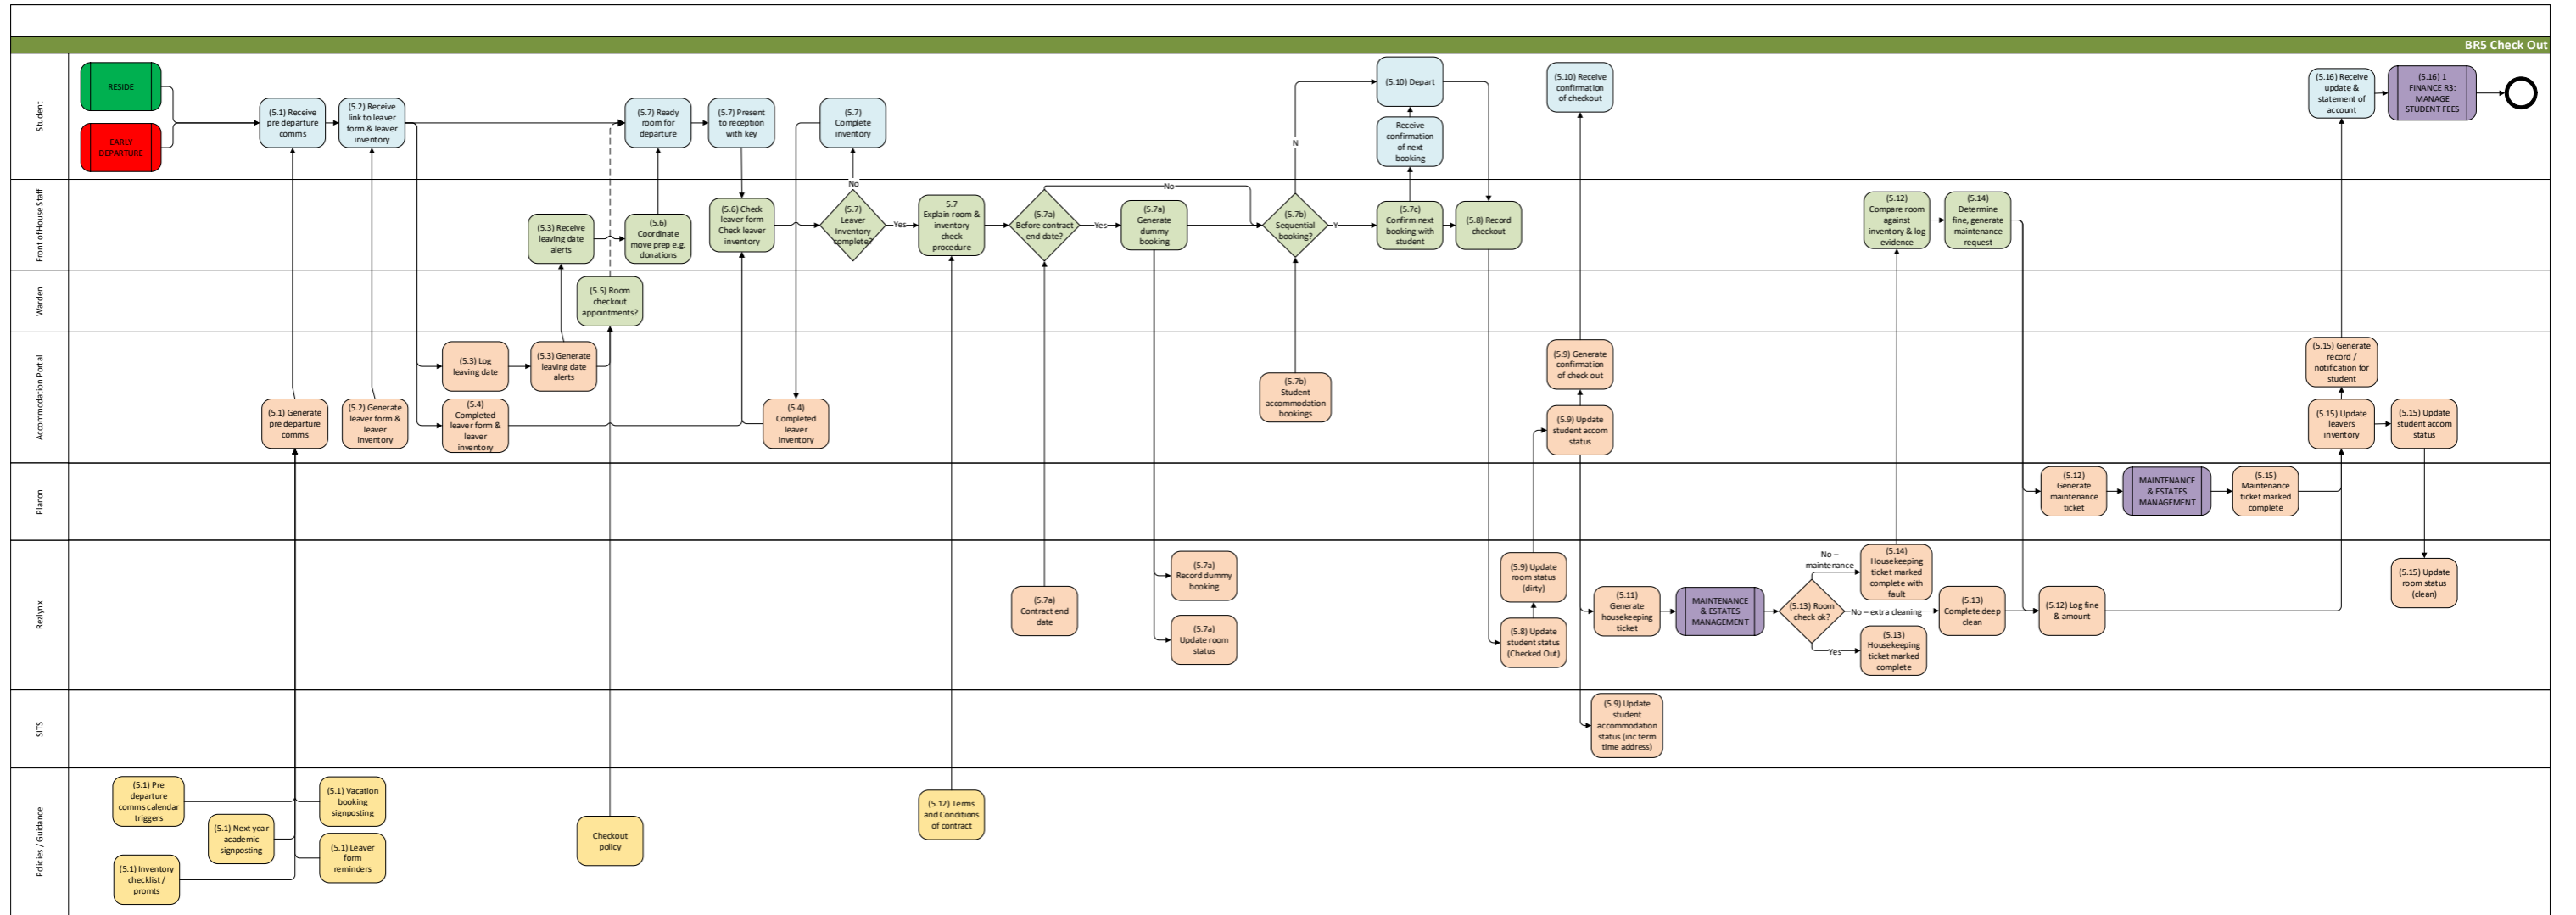 BR5 Check Out
Student
RESIDE
EARLY
DEPARTURE
(5.1) Receive
pre departure
comms
(5.2) Receive
link to leaver
form & leaver
inventory
(5.7) Ready
room for
departure
(5.7) Present
to reception
with key
(5.7)
Complete
inventory
(5.10) Depart
Receive
confirmation
of next
booking
(5.10) Receive
confirmation
of checkout
(5.16) Receive
update &
statement of
account
(5.16) 1
FINANCE R3:
MANAGE
STUDENT FEES
N
Front of House Staff
(5.3) Receive
leaving date
alerts
(5.6)
Coordinate
move prep e.g.
donations
(5.6) Check
leaver form
Check leaver
inventory
No
(5.7)
Leaver
Inventory
complete?
Yes
5.7
Explain room &
inventory
check
procedure
(5.7a)
Before contract
end date?
No
Yes
(5.7a)
Generate
dummy
booking
(5.7b)
Sequential
booking?
Y
(5.7c)
Confirm next
booking with
student
(5.8) Record
checkout
(5.12)
Compare room
against
inventory & log
evidence
(5.14)
Determine
fine, generate
maintenance
request
Warden
(5.5) Room
checkout
appointments?
Accommodation Portal
(5.1) Generate
pre departure
comms
(5.2) Generate
leaver form &
leaver
inventory
(5.3) Log
leaving date
(5.3) Generate
leaving date
alerts
(5.4)
Completed
leaver form &
leaver
inventory
(5.4)
Completed
leaver
inventory
(5.7b)
Student
accommodation
bookings
(5.9) Generate
confirmation
of check out
(5.9) Update
student accom
status
(5.15) Generate
record /
notification for
student
(5.15) Update
leavers
inventory
(5.15) Update
student accom
status
Planon
(5.12)
Generate
maintenance
ticket
MAINTENANCE
& ESTATES
MANAGEMENT
(5.15)
Maintenance
ticket marked
complete
Rezlynx
(5.7a)
Contract end
date
(5.7a)
Record dummy
booking
(5.7a)
Update room
status
(5.9) Update
room status
(dirty)
(5.8) Update
student status
(Checked Out)
(5.11)
Generate
housekeeping
ticket
MAINTENANCE
& ESTATES
MANAGEMENT
(5.13) Room
check ok?
No –
maintenance
No – extra cleaning
Yes
(5.14)
Housekeeping
ticket marked
complete with
fault
(5.13)
Housekeeping
ticket marked
complete
(5.13)
Complete deep
clean
(5.12) Log fine
& amount
(5.15) Update
room status
(clean)
SITS
(5.9) Update
student
accommodation
status (inc term
time address)
Policies / Guidance
(5.1) Pre
departure
comms calendar
triggers
(5.1) Next year
academic
signposting
(5.1) Inventory
checklist /
promts
(5.1) Vacation
booking
signposting
(5.1) Leaver
form
reminders
Checkout
policy
(5.12) Terms
and Conditions
of contract